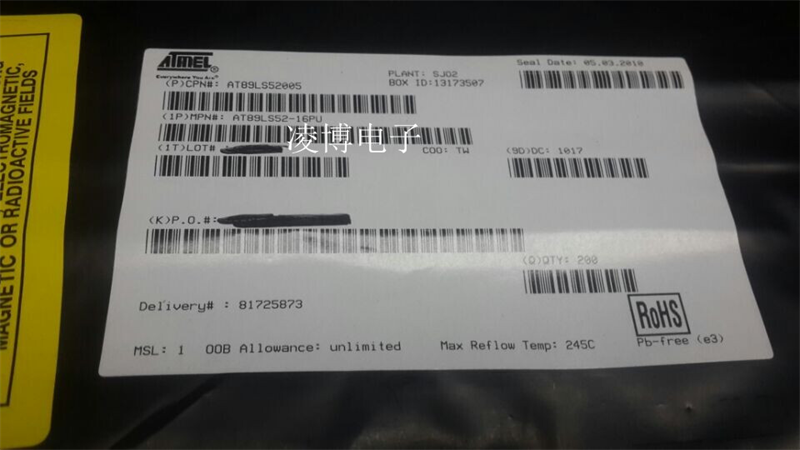 ELECTROMAGNETIC,
MAGNETIC OR RADIOACTIVE FIELDS
ATMEL
Everywhere You Are®
PLANT: SJO2
Seal Date: 05.03.2010
(P)CPN#: AT89LS52005
BOX ID:13173507
(1P)MPN#: AT89LS52-16PU
凌博电子
(1T)LOT#
COO: TW
(9D)DC: 1017
(K)P.O.#:
(Q)QTY: 200
Delivery# : 81725873
RoHS
MSL: 1 OOB Allowance: unlimited Max Reflow Temp: 245C
Pb-free (e3)